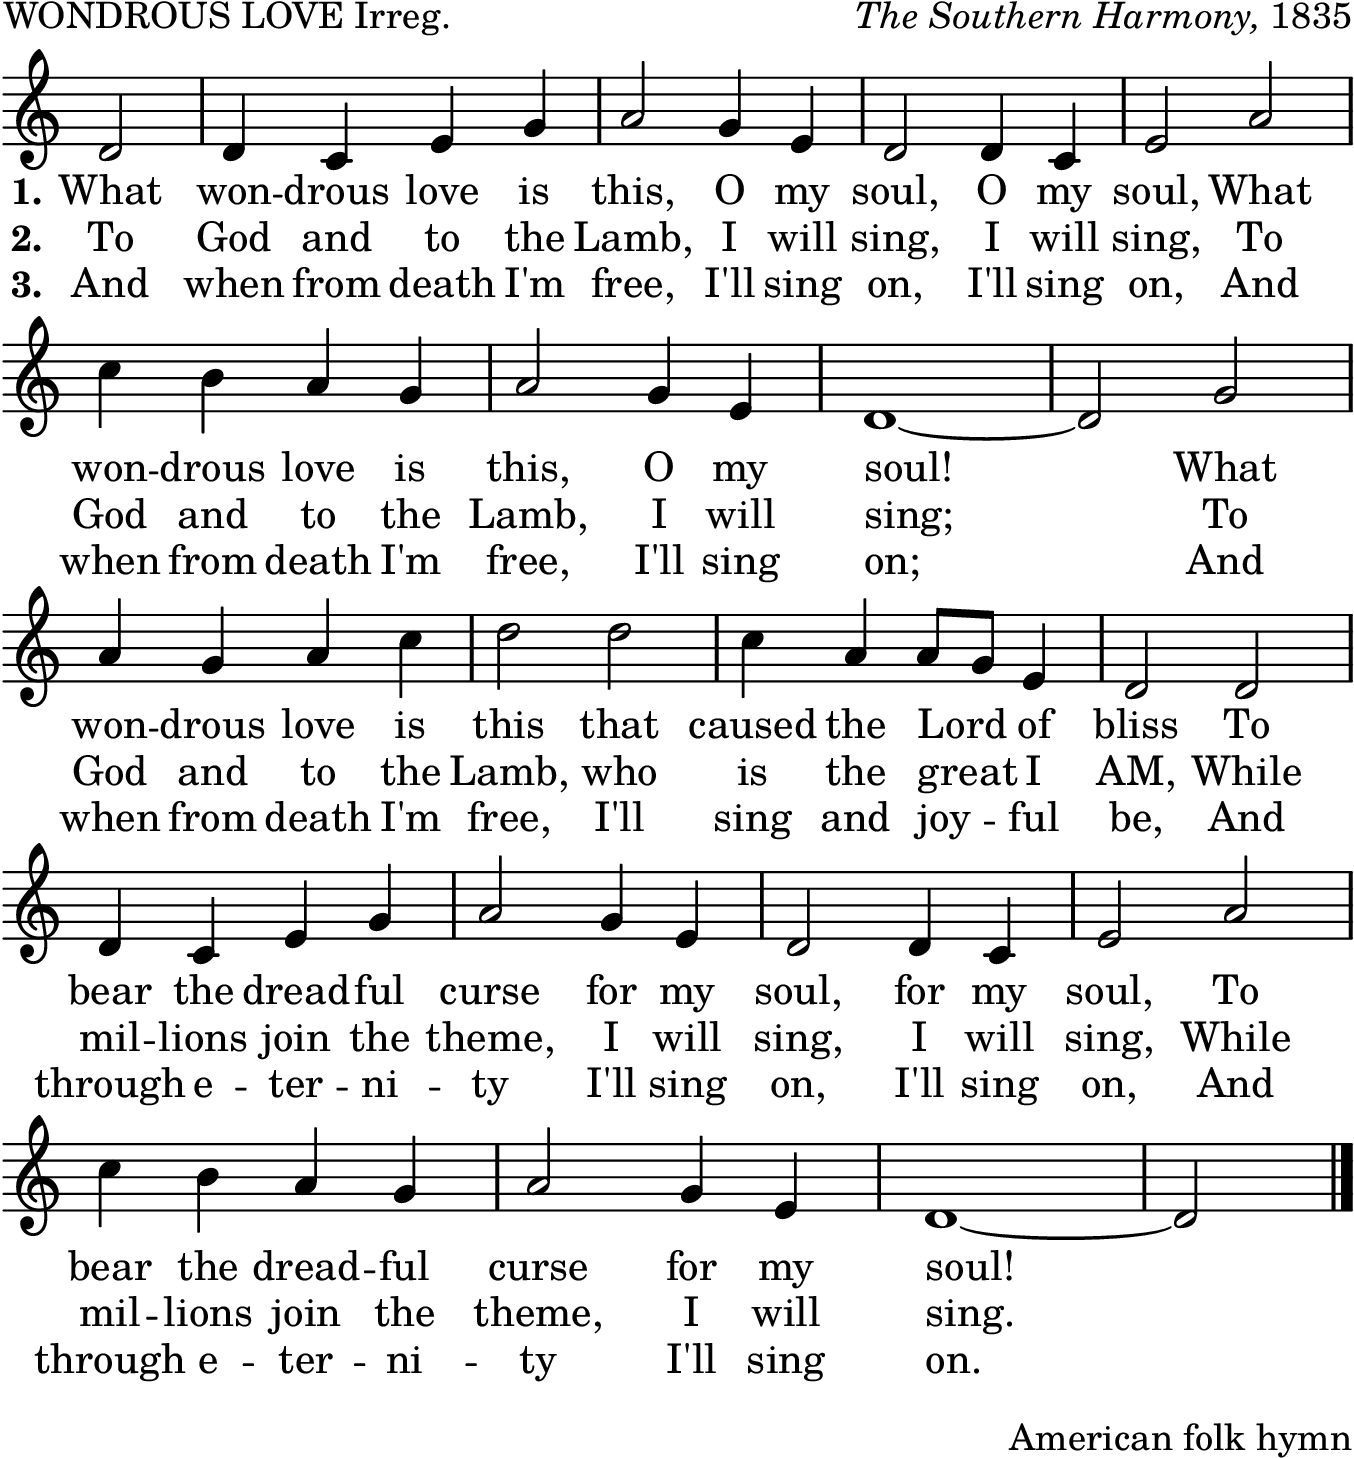 WONDROUS LOVE Irreg. The Southern Harmony, 1835
1. What won - drous love is this, O my soul, O my soul, What
2. To God and to the Lamb, I will sing, I will sing, To
3. And when from death I'm free, I'll sing on, I'll sing on, And
won - drous love is this, O my soul! What
God and to the Lamb, I will sing; To
when from death I'm free, I'll sing on; And
won - drous love is this that caused the Lord of bliss To
God and to the Lamb, who is the great I AM, While
when from death I'm free, I'll sing and joy - ful be, And
bear the dread - ful curse for my soul, for my soul, To
mil - lions join the theme, I will sing, I will sing, While
through e - ter - ni - ty I'll sing on, I'll sing on, And
bear the dread - ful curse for my soul!
mil - lions join the theme, I will sing.
through e - ter - ni - ty I'll sing on.
American folk hymn